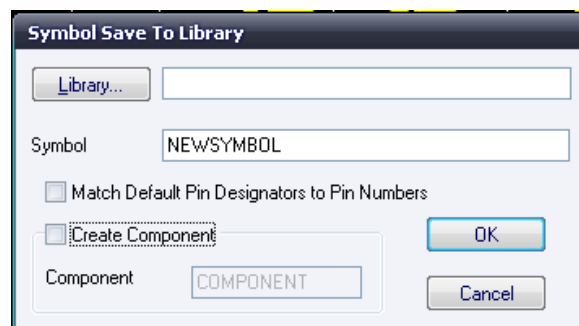 Symbol Save To Library
Library...
Symbol NEWSYMBOL
Match Default Pin Designators to Pin Numbers
Create Component
OK
Component COMPONENT
Cancel